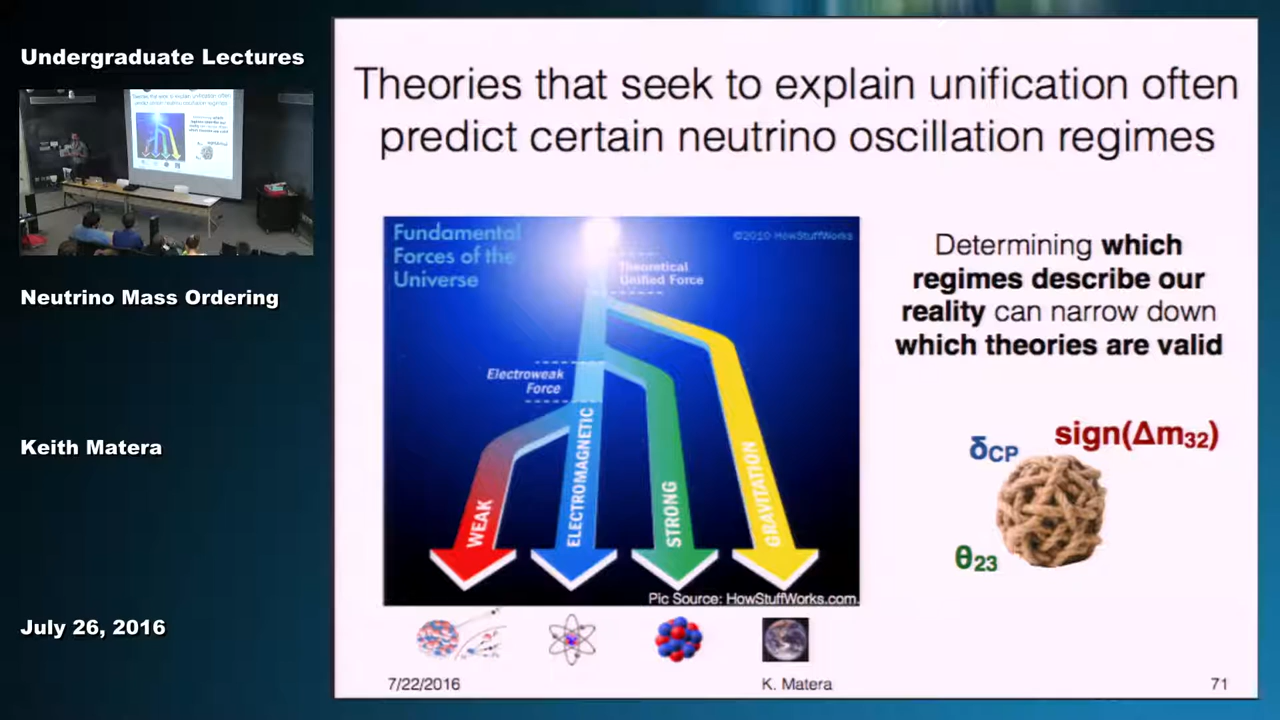 Undergraduate Lectures
Neutrino Mass Ordering
Keith Matera
July 26, 2016
Theories that seek to explain unification often
predict certain neutrino oscillation regimes
Fundamental
Forces of the
Universe
©2010 HowStuffWorks
Theoretical
Unified Force
Electroweak
Force
WEAK
ELECTROMAGNETIC
STRONG
GRAVITATION
Pic Source: HowStuffWorks.com.
Determining which
regimes describe our
reality can narrow down
which theories are valid
δCP
sign(Δm32)
θ23
7/22/2016
K. Matera
71